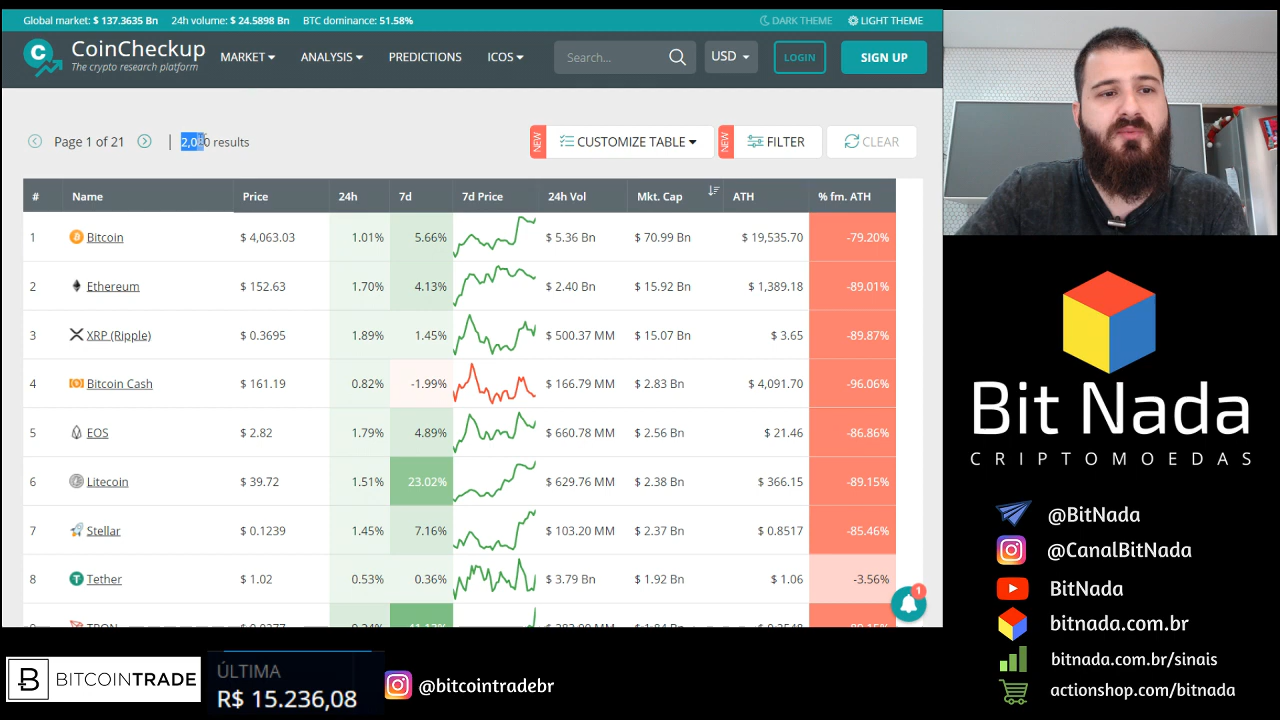 Global market: $ 137.3635 Bn 24h volume: $ 24.5898 Bn BTC dominance: 51.58% DARK THEME LIGHT THEME
CoinCheckup
The crypto research platform
MARKET ANALYSIS PREDICTIONS ICOS Search... USD LOGIN SIGN UP
Page 1 of 21 | results NEW CUSTOMIZE TABLE NEW FILTER CLEAR
# Name Price 24h 7d 7d Price 24h Vol Mkt. Cap ATH % fm. ATH
1 Bitcoin $ 4,063.03 1.01% 5.66% $ 5.36 Bn $ 70.99 Bn $ 19,535.70 -79.20%
2 Ethereum $ 152.63 1.70% 4.13% $ 2.40 Bn $ 15.92 Bn $ 1,389.18 -89.01%
3 XRP (Ripple) $ 0.3695 1.89% 1.45% $ 500.37 MM $ 15.07 Bn $ 3.65 -89.87%
4 Bitcoin Cash $ 161.19 0.82% -1.99% $ 166.79 MM $ 2.83 Bn $ 4,091.70 -96.06%
5 EOS $ 2.82 1.79% 4.89% $ 660.78 MM $ 2.56 Bn $ 21.46 -86.86%
6 Litecoin $ 39.72 1.51% 23.02% $ 629.76 MM $ 2.38 Bn $ 366.15 -89.15%
7 Stellar $ 0.1239 1.45% 7.16% $ 103.20 MM $ 2.37 Bn $ 0.8517 -85.46%
8 Tether $ 1.02 0.53% 0.36% $ 3.79 Bn $ 1.92 Bn $ 1.06 -3.56%
1
Bit Nada
CRIPTOMOEDAS
@BitNada
@CanalBitNada
BitNada
bitnada.com.br
bitnada.com.br/sinais
actionshop.com/bitnada
BITCOINTRADE
ÚLTIMA
R$ 15.236,08
@bitcointradebr